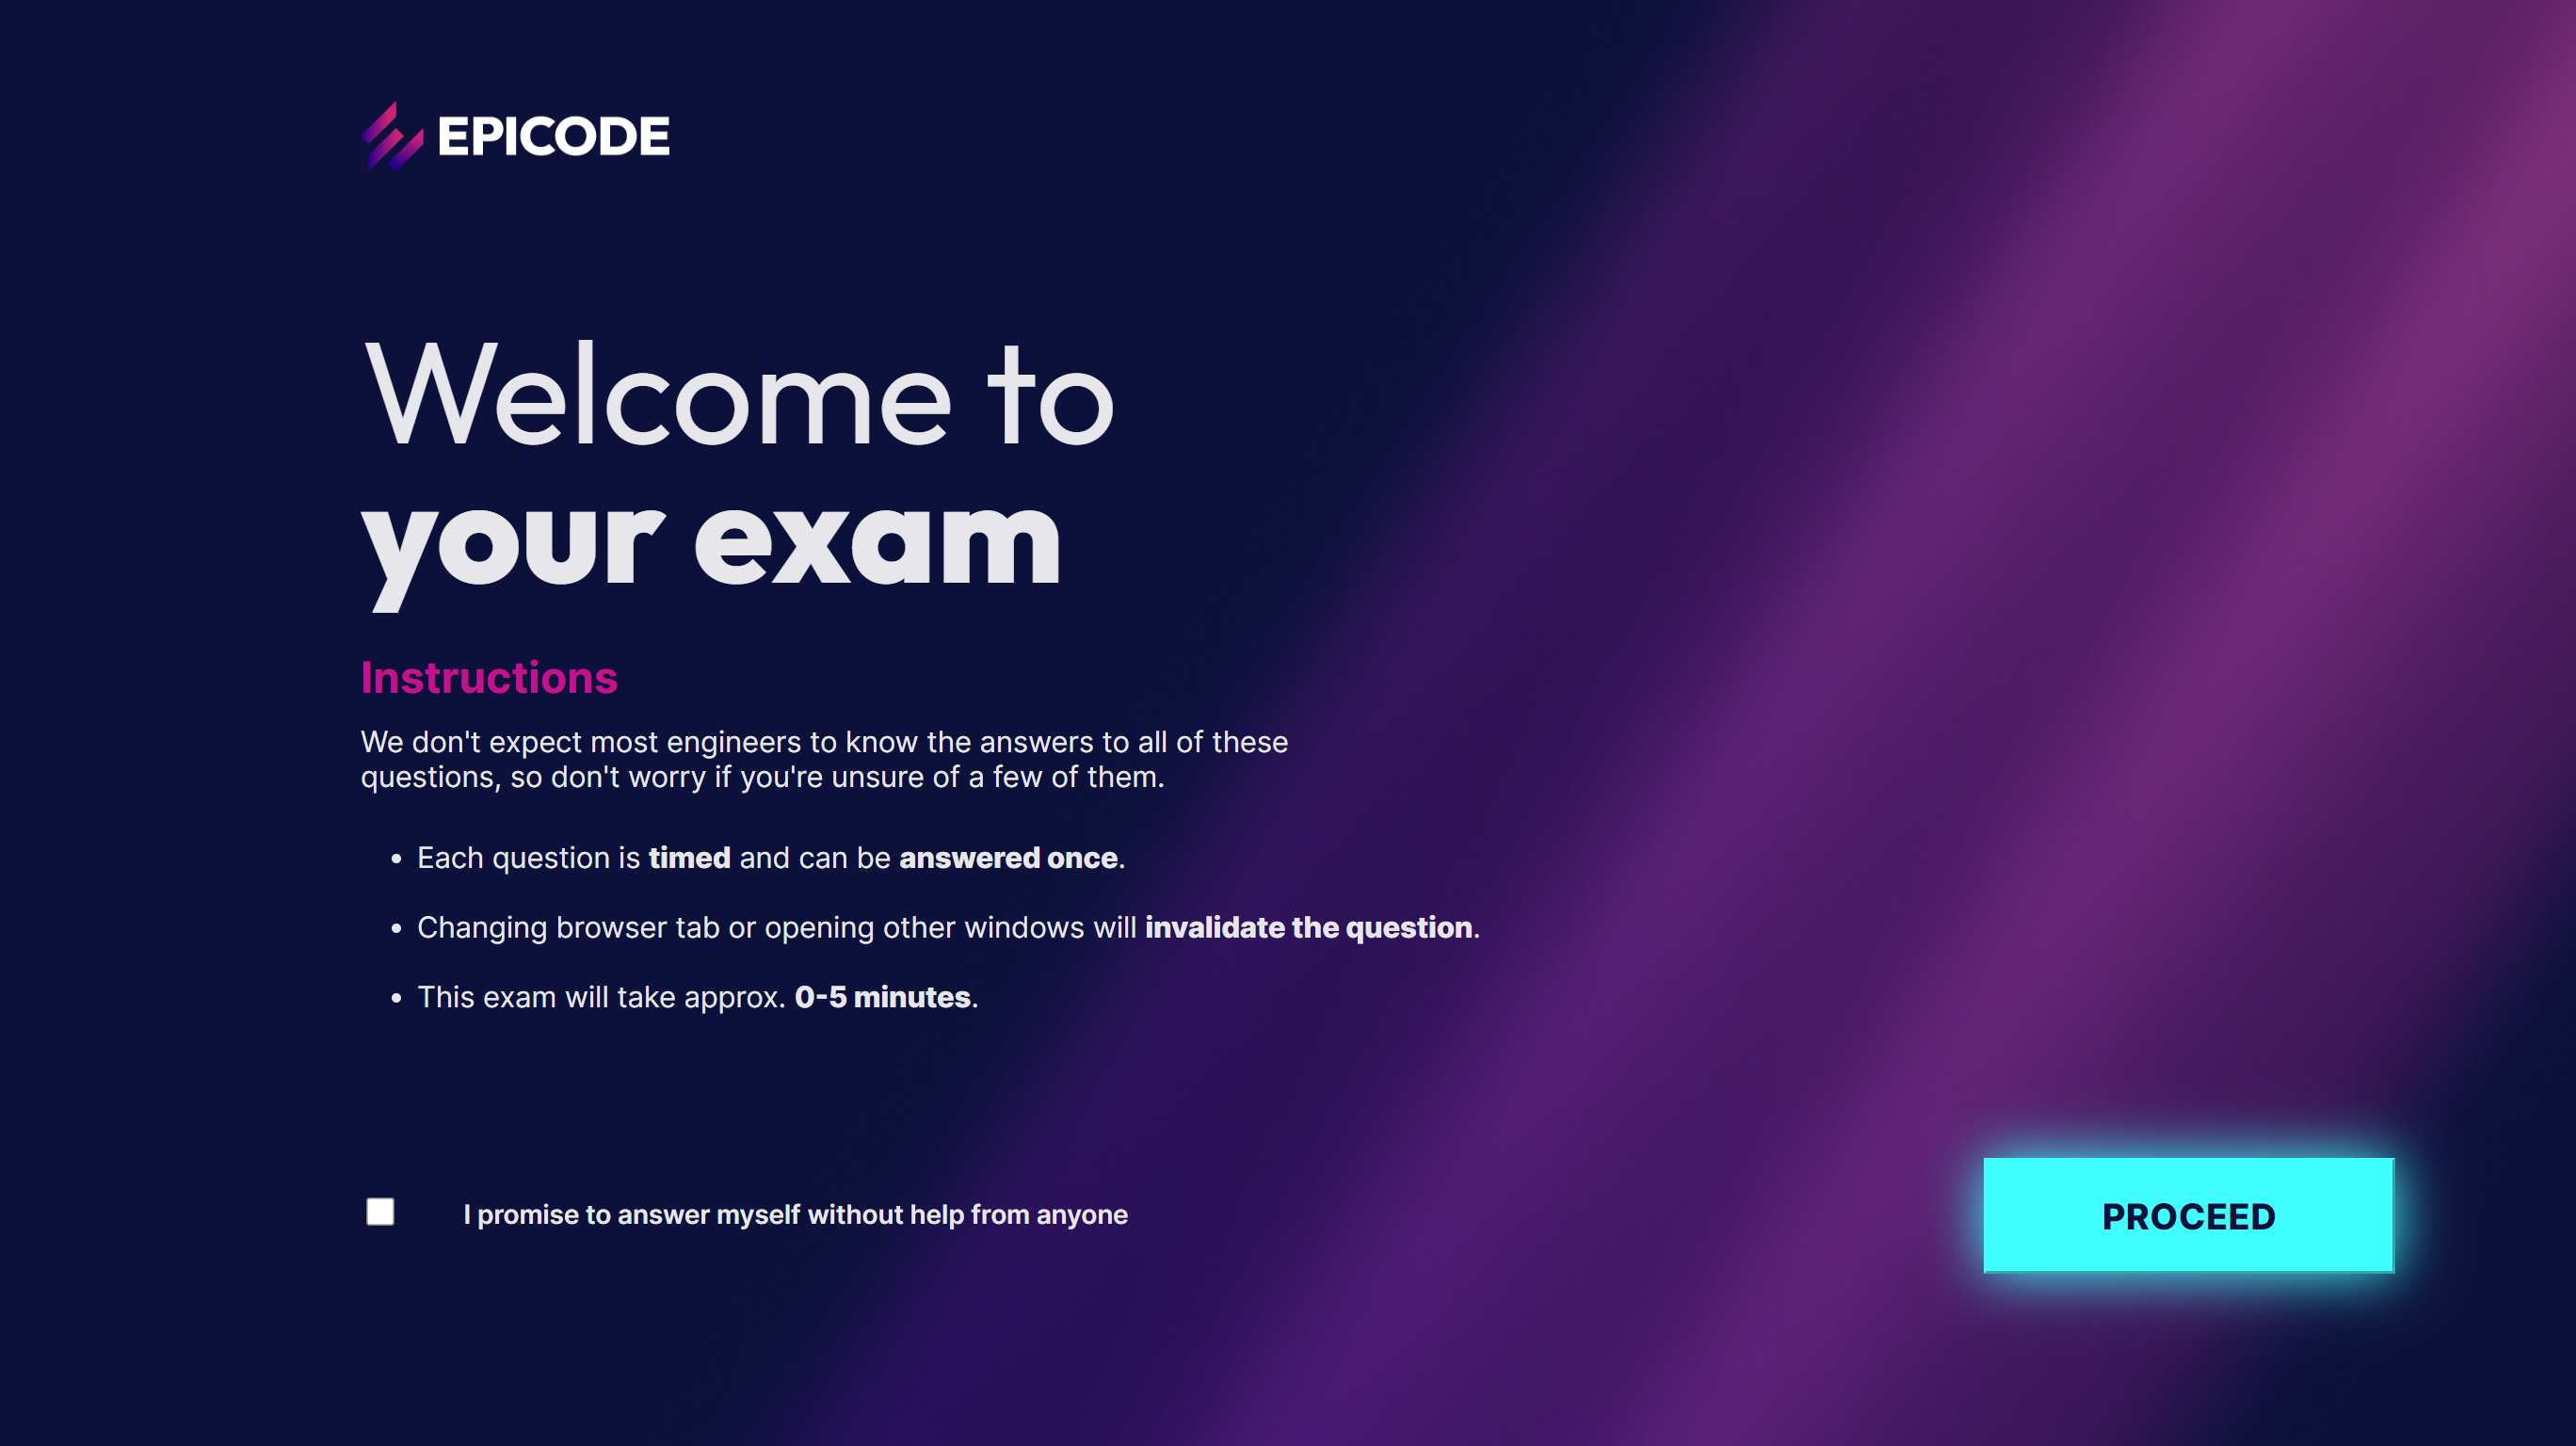 EPICODE
Welcome to
your exam
Instructions
We don't expect most engineers to know the answers to all of these
questions, so don't worry if you're unsure of a few of them.
• Each question is timed and can be answered once.
• Changing browser tab or opening other windows will invalidate the question.
• This exam will take approx. 0-5 minutes.
I promise to answer myself without help from anyone
PROCEED